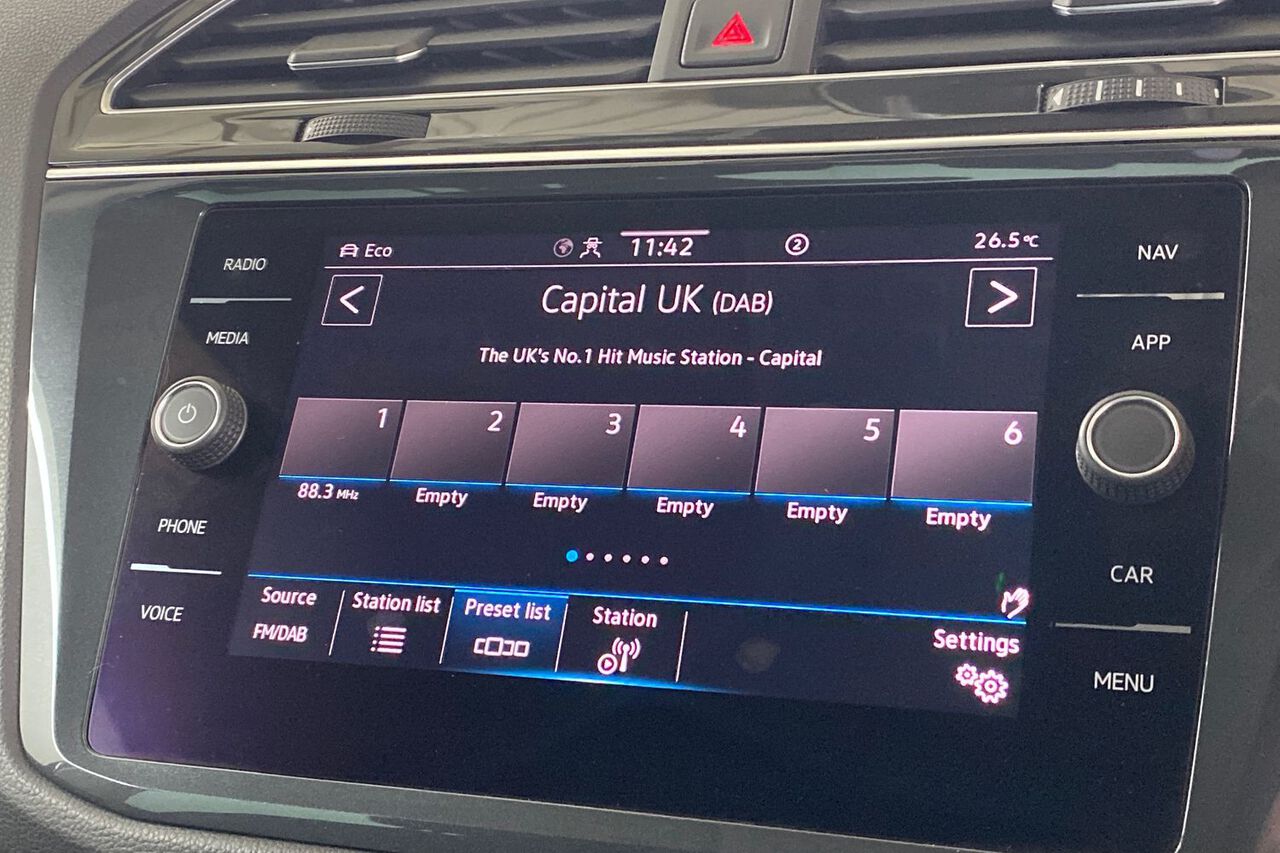 RADIO
MEDIA
PHONE
VOICE
Eco
11:42
2
26.5°C
<
Capital UK (DAB)
>
The UK's No.1 Hit Music Station - Capital
1 2 3 4 5 6
88.3 MHz Empty Empty Empty Empty Empty
Source Station list Preset list Station Settings
FM/DAB
NAV
APP
CAR
MENU